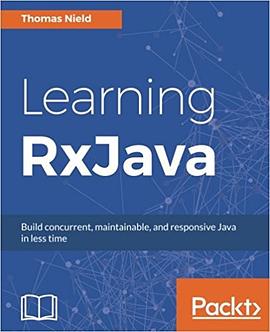 Thomas Nield
Learning
RxJava
Build concurrent, maintainable, and responsive Java
in less time
Packt>